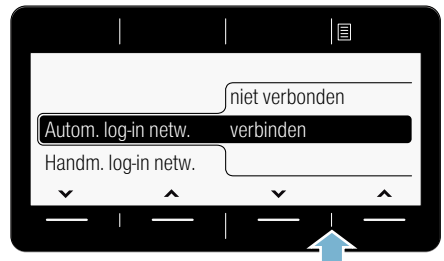 niet verbonden
Autom. log-in netw. verbinden
Handm. log-in netw.